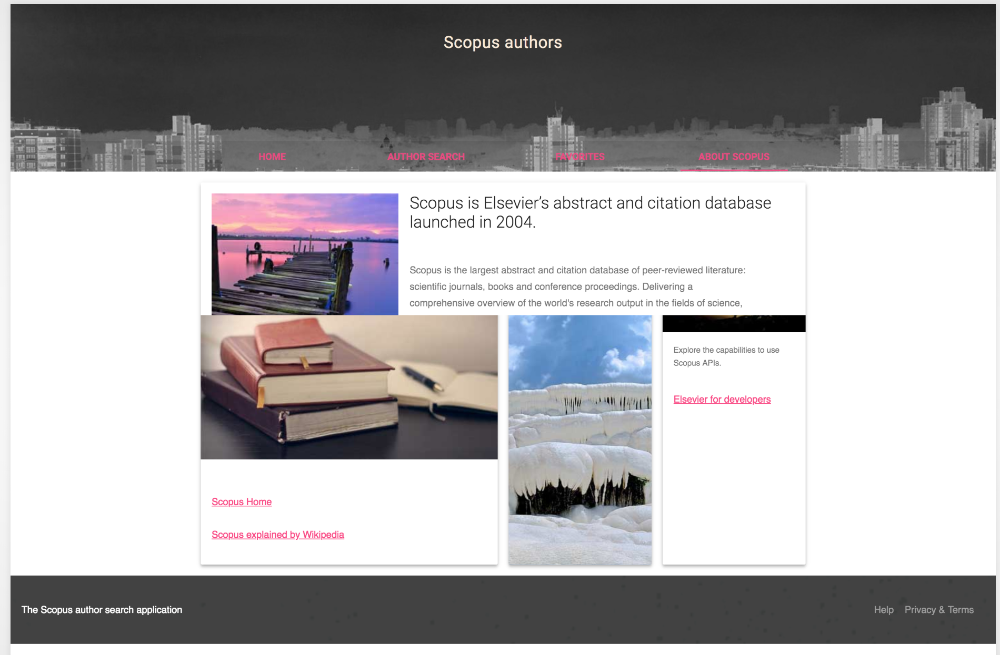 Scopus authors
HOME
AUTHOR SEARCH
FAVORITES
ABOUT SCOPUS
Scopus is Elsevier’s abstract and citation database
launched in 2004.
Scopus is the largest abstract and citation database of peer-reviewed literature:
scientific journals, books and conference proceedings. Delivering a
comprehensive overview of the world's research output in the fields of science,
Scopus Home
Scopus explained by Wikipedia
Explore the capabilities to use
Scopus APIs.
Elsevier for developers
The Scopus author search application
Help
Privacy & Terms